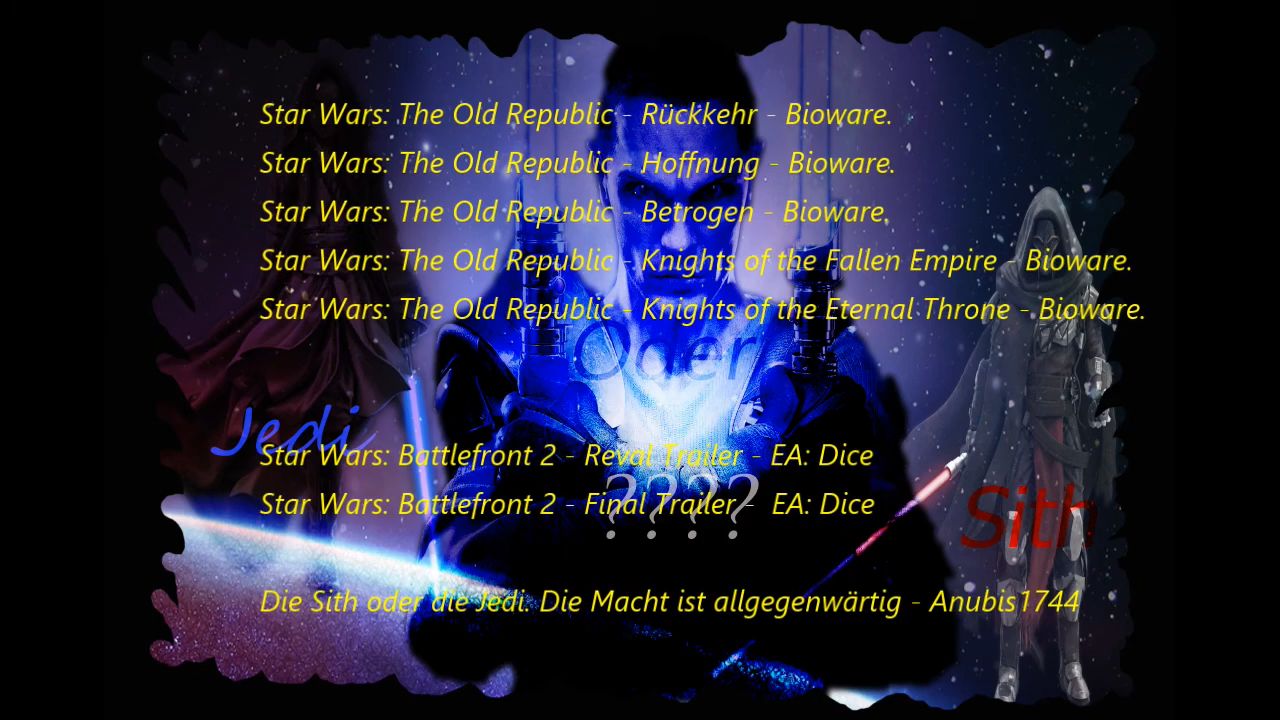 Star Wars: The Old Republic - Rückkehr - Bioware.
Star Wars: The Old Republic - Hoffnung - Bioware.
Star Wars: The Old Republic - Betrogen - Bioware.
Star Wars: The Old Republic - Knights of the Fallen Empire - Bioware.
Star Wars: The Old Republic - Knights of the Eternal Throne - Bioware.
Oder
Jedi
Star Wars: Battlefront 2 - Reval Trailer - EA: Dice
Star Wars: Battlefront 2 - Final Trailer - EA: Dice
????
Sith
Die Sith oder die Jedi. Die Macht ist allgegenwärtig - Anubis1744